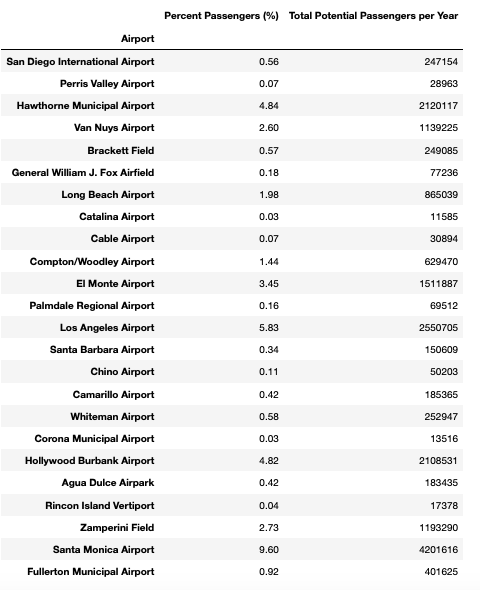 Percent Passengers (%) Total Potential Passengers per Year
Airport
San Diego International Airport 0.56 247154
Perris Valley Airport 0.07 28963
Hawthorne Municipal Airport 4.84 2120117
Van Nuys Airport 2.60 1139225
Brackett Field 0.57 249085
General William J. Fox Airfield 0.18 77236
Long Beach Airport 1.98 865039
Catalina Airport 0.03 11585
Cable Airport 0.07 30894
Compton/Woodley Airport 1.44 629470
El Monte Airport 3.45 1511887
Palmdale Regional Airport 0.16 69512
Los Angeles Airport 5.83 2550705
Santa Barbara Airport 0.34 150609
Chino Airport 0.11 50203
Camarillo Airport 0.42 185365
Whiteman Airport 0.58 252947
Corona Municipal Airport 0.03 13516
Hollywood Burbank Airport 4.82 2108531
Agua Dulce Airpark 0.42 183435
Rincon Island Vertiport 0.04 17378
Zamperini Field 2.73 1193290
Santa Monica Airport 9.60 4201616
Fullerton Municipal Airport 0.92 401625